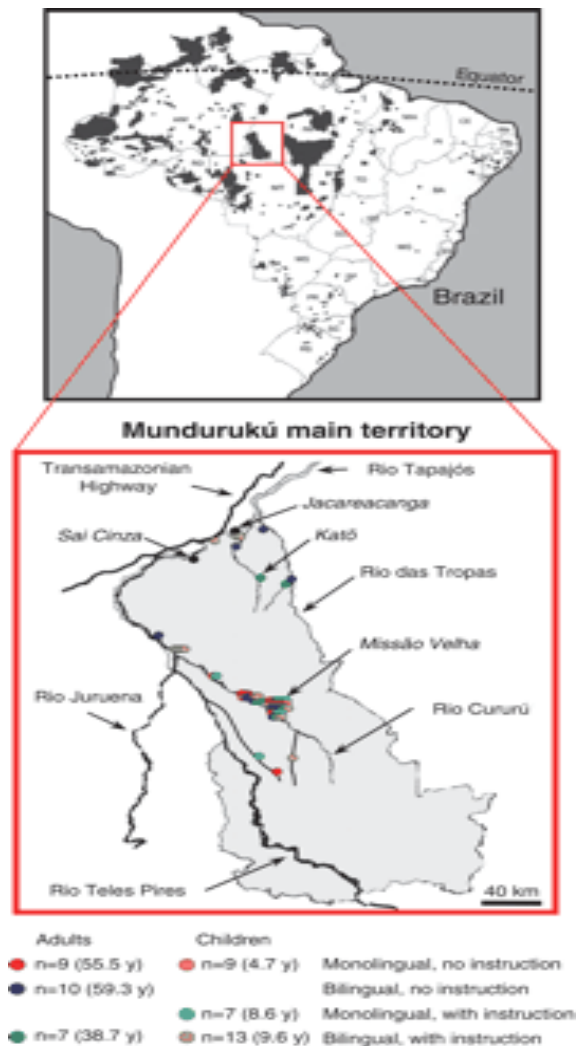 Equator
Brazil
Mundurukú main territory
Transamazonian
Highway
Rio Tapajós
Jacareacanga
Sai Cinza
Katõ
Rio das Tropas
Missão Velha
Rio Juruena
Rio Cururú
Rio Teles Pires
40 km
Adults Children
n=9 (55.5 y) n=9 (4.7 y) Monolingual, no instruction
n=10 (59.3 y) Bilingual, no instruction
n=7 (8.6 y) Monolingual, with instruction
n=7 (38.7 y) n=13 (9.6 y) Bilingual, with instruction